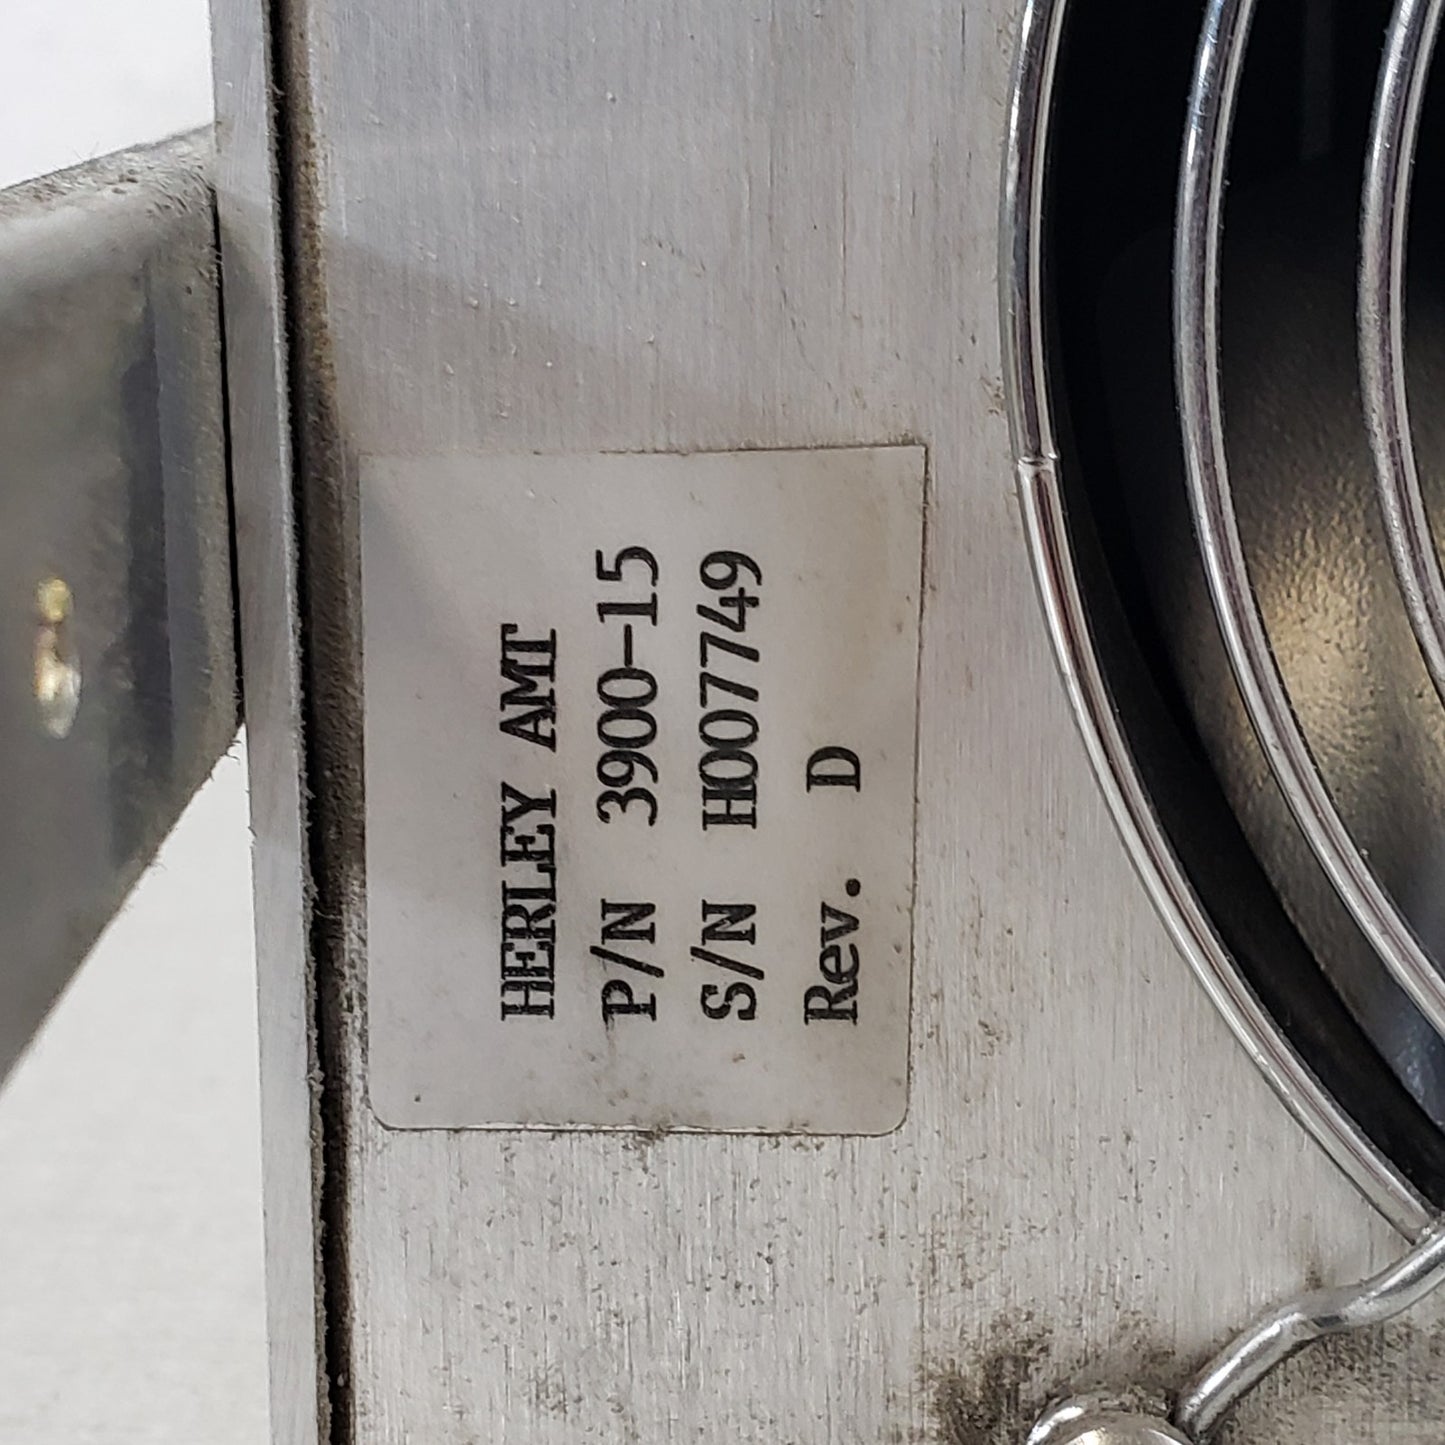 HERLEY AMT
P/N 3900-15
S/N H007749
Rev. D